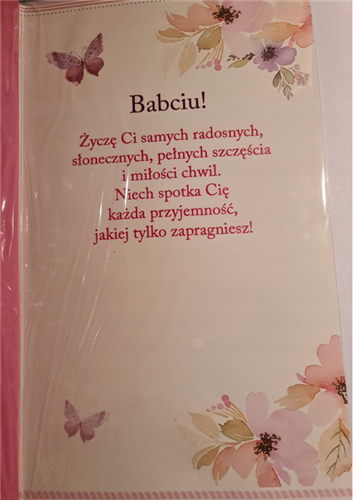 Babciu!
Życzę Ci samych radosnych,
słonecznych, pełnych szczęścia
i miłości chwil.
Niech spotka Cię
każda przyjemność,
jakiej tylko zapragniesz!